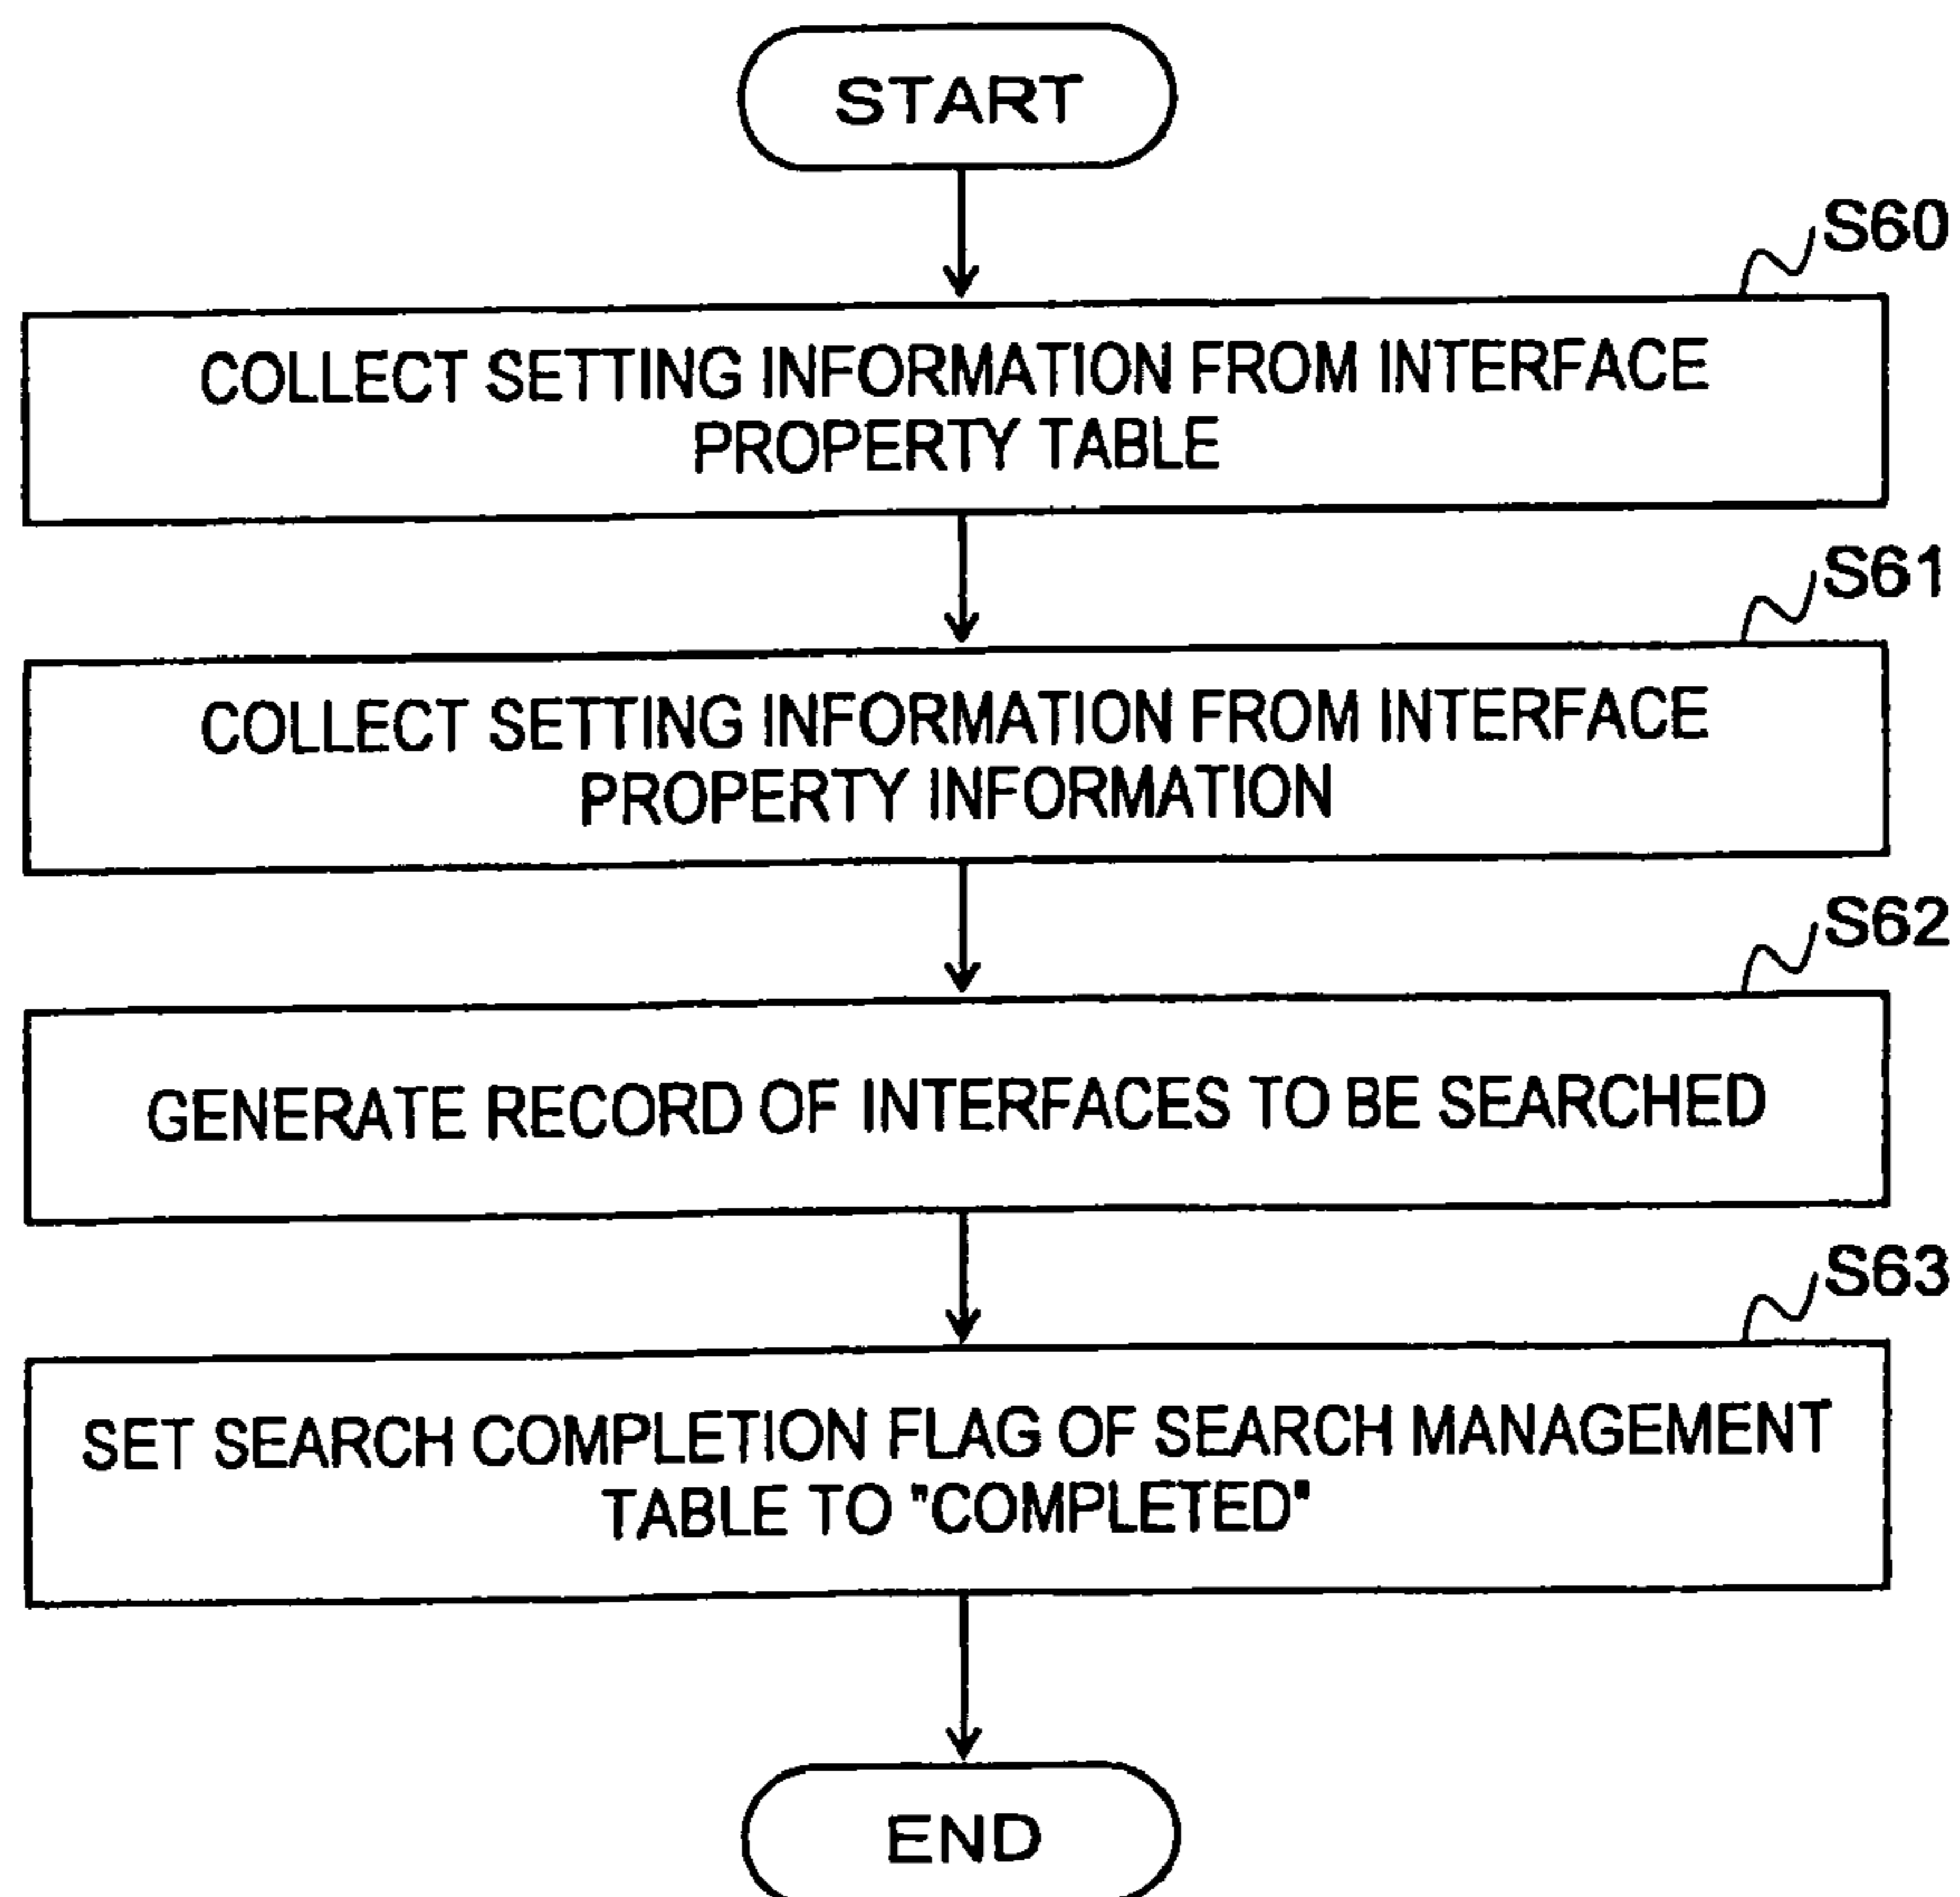 START
S60
COLLECT SETTING INFORMATION FROM INTERFACE
PROPERTY TABLE
S61
COLLECT SETTING INFORMATION FROM INTERFACE
PROPERTY INFORMATION
S62
GENERATE RECORD OF INTERFACES TO BE SEARCHED
S63
SET SEARCH COMPLETION FLAG OF SEARCH MANAGEMENT
TABLE TO "COMPLETED"
END